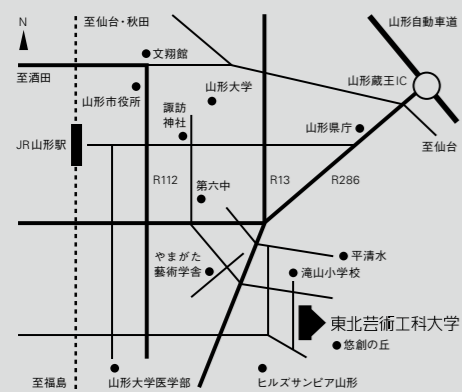 N
至仙台・秋田
山形自動車道
文翔館
至酒田
山形市役所
山形大学
山形蔵王IC
諏訪
神社
山形県庁
JR山形駅
至仙台
R112
第六中
R13
R286
やまがた
藝術学舎
平清水
滝山小学校
東北芸術工科大学
悠創の丘
至福島
山形大学医学部
ヒルズサンピア山形